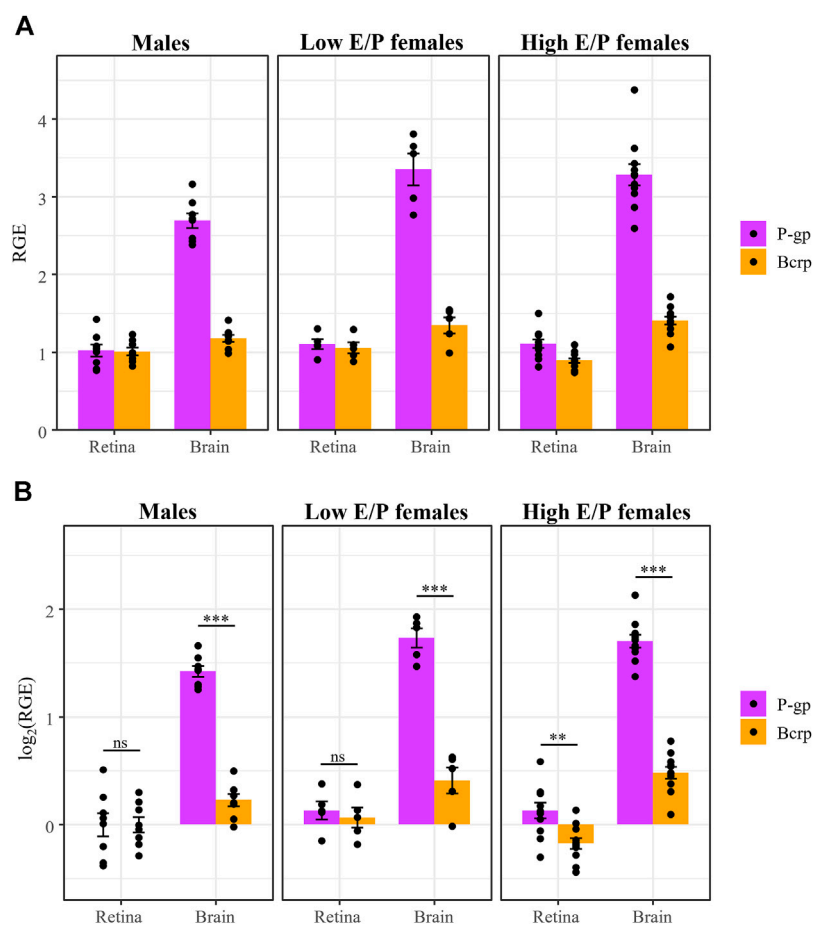 A
Males
Low E/P females
High E/P females
RGE
4
3
2
1
0
Retina
Brain
Retina
Brain
Retina
Brain
P-gp
Bcrp
B
Males
Low E/P females
High E/P females
log₂(RGE)
2
1
0
ns
***
ns
***
**
***
Retina
Brain
Retina
Brain
Retina
Brain
P-gp
Bcrp